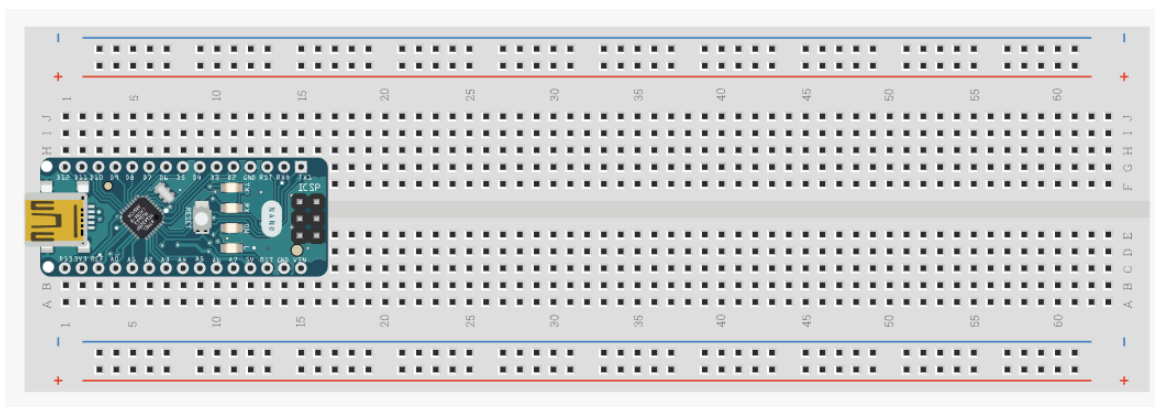 - -
+ +
1 5 10 15 20 25 30 35 40 45 50 55 60
J J
I I
H H
G
F
D12 D11 D10 D9 D8 D7 D6 D5 D4 D3 D2 GND RST RX0 TX1
ICSP
TX
RX
RESET
NANO
L
D13 3V3 REF A0 A1 A2 A3 A4 A5 A6 A7 5V RST GND VIN
E
D
C
B B
A A
1 5 10 15 20 25 30 35 40 45 50 55 60
- -
+ +